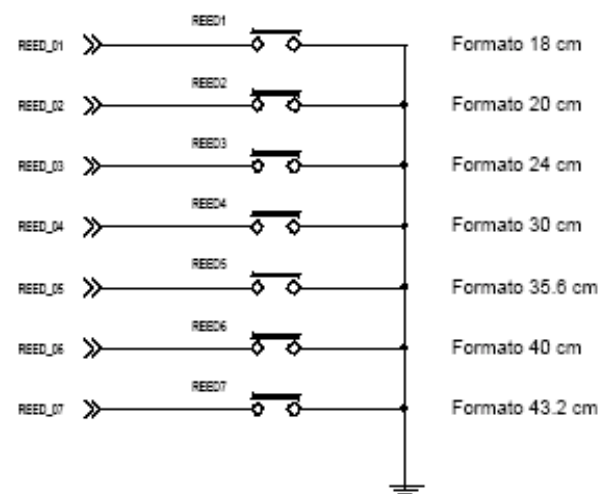 REED1
REED_01 Formato 18 cm
REED2
REED_02 Formato 20 cm
REED3
REED_03 Formato 24 cm
REED4
REED_04 Formato 30 cm
REED5
REED_05 Formato 35.6 cm
REED6
REED_06 Formato 40 cm
REED7
REED_07 Formato 43.2 cm